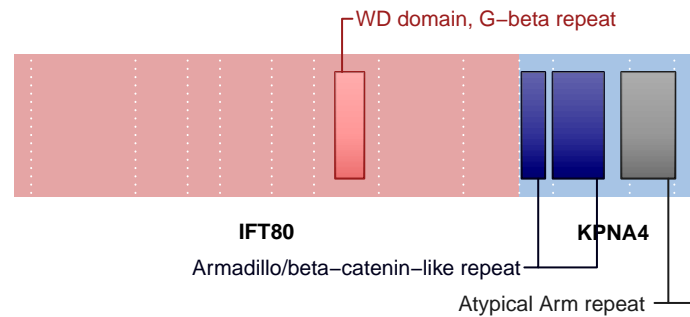 WD domain, G−beta repeat
IFT80
KPNA4
Armadillo/beta−catenin−like repeat
Atypical Arm repeat